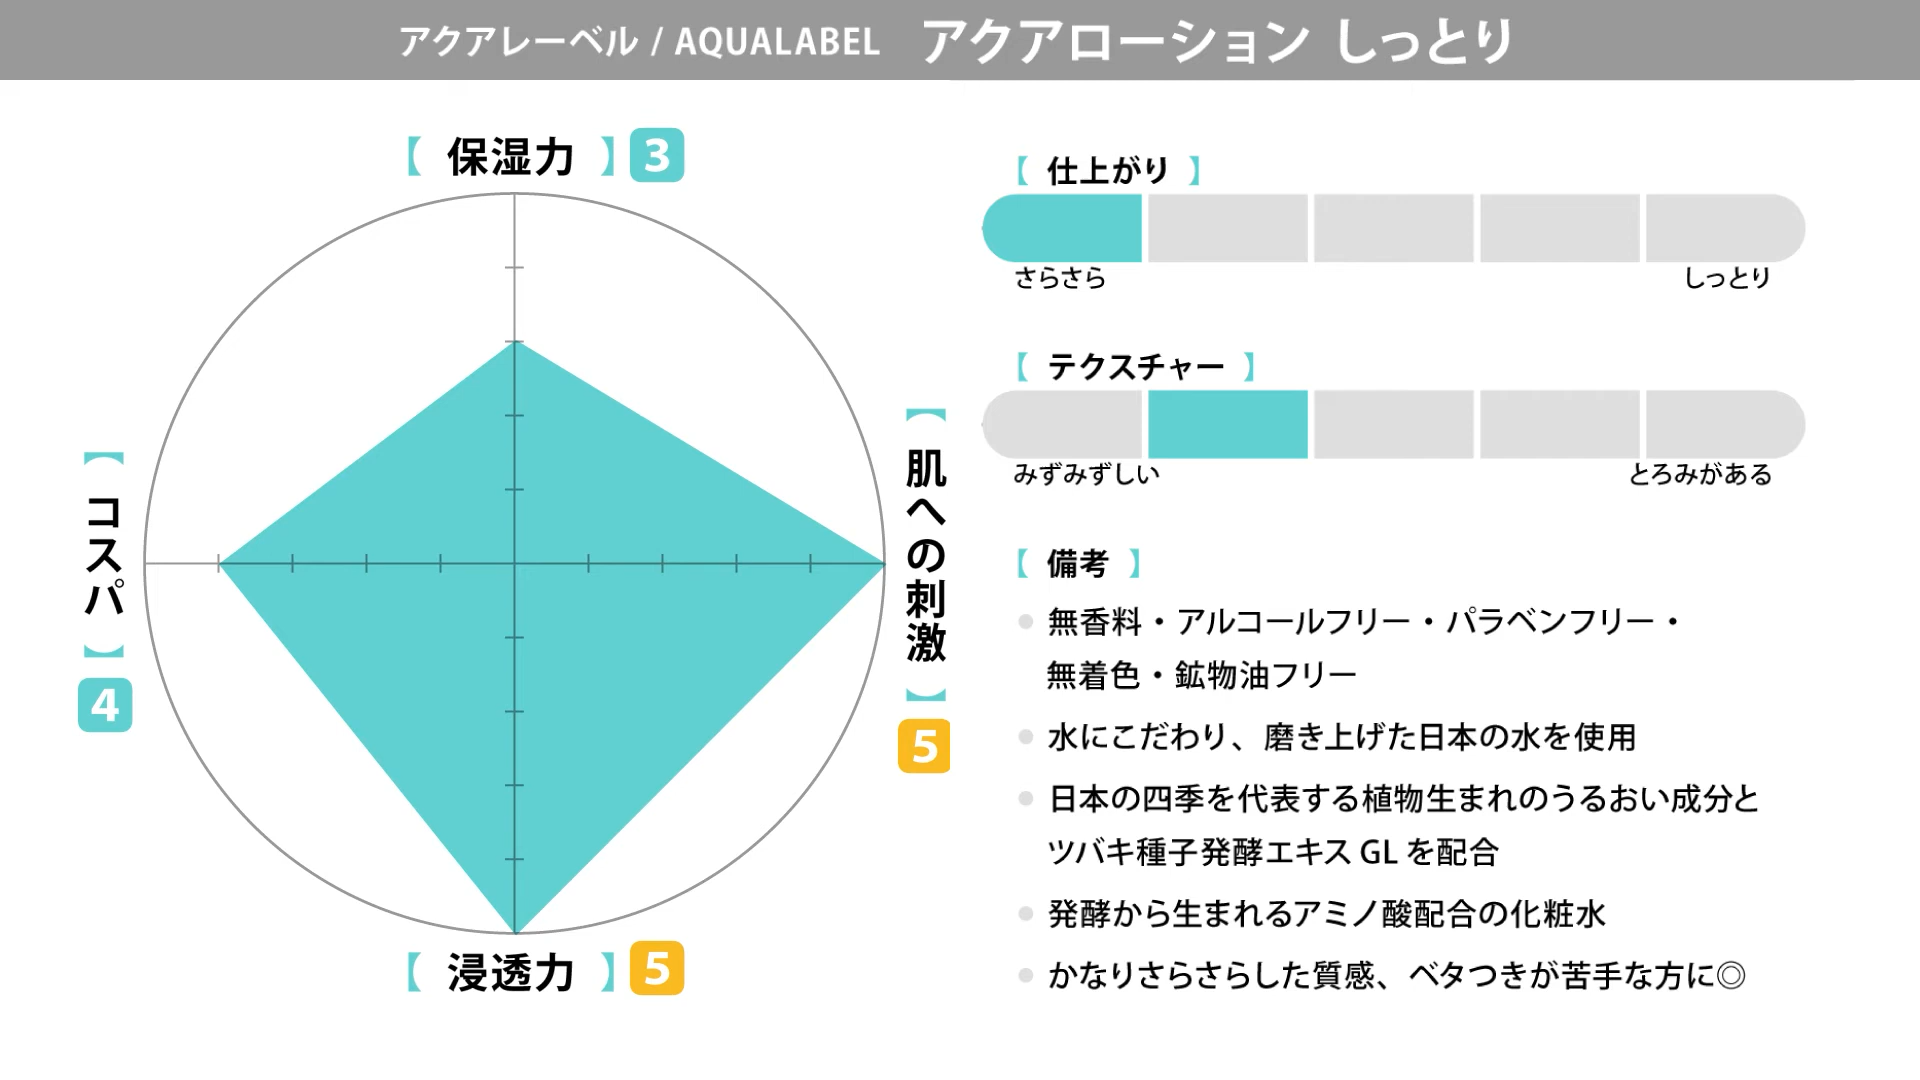 アクアレーベル / AQUALABEL アクアローション しっとり
【 保湿力 】 3
【 コスパ 】 4
【 肌への刺激 】 5
【 浸透力 】 5
【 仕上がり 】
さらさら しっとり
【 テクスチャー 】
みずみずしい とろみがある
【 備考 】
● 無香料・アルコールフリー・パラベンフリー・
無着色・鉱物油フリー
● 水にこだわり、磨き上げた日本の水を使用
● 日本の四季を代表する植物生まれのうるおい成分と
ツバキ種子発酵エキス GL を配合
● 発酵から生まれるアミノ酸配合の化粧水
● かなりさらさらした質感、ベタつきが苦手な方に◎